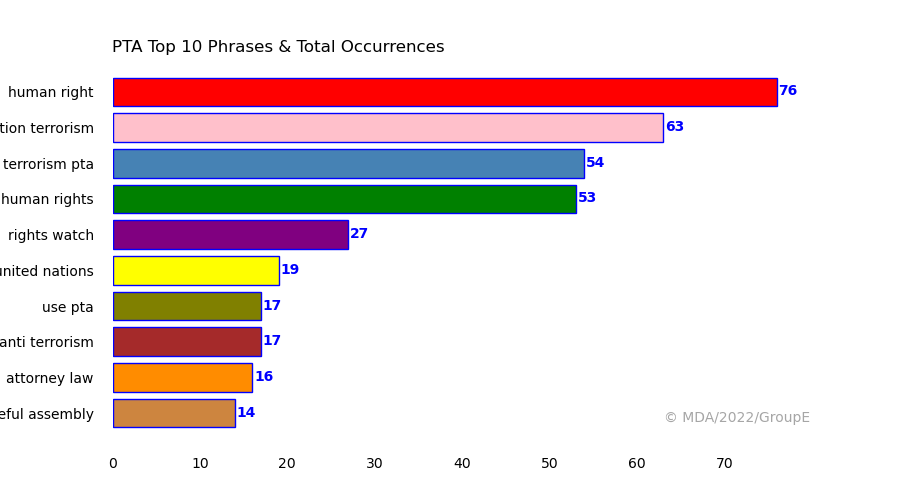 PTA Top 10 Phrases & Total Occurrences
human right 76
tion terrorism 63
terrorism pta 54
human rights 53
rights watch 27
united nations 19
use pta 17
anti terrorism 17
attorney law 16
eful assembly 14
© MDA/2022/GroupE
0 10 20 30 40 50 60 70